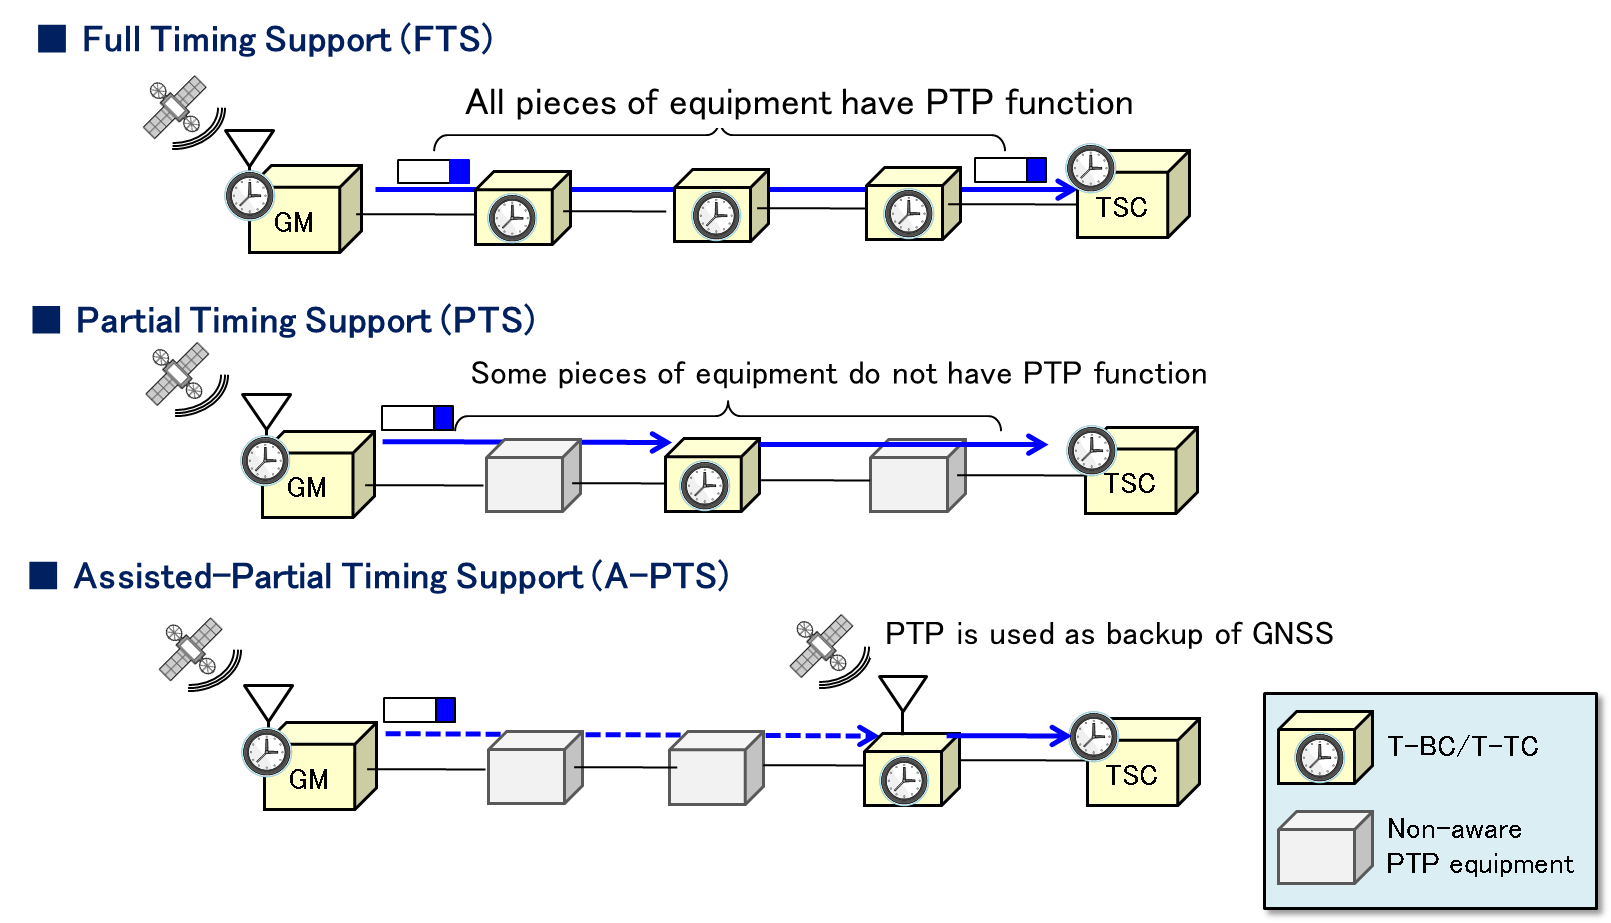 ■ Full Timing Support (FTS)
All pieces of equipment have PTP function
GM
TSC
■ Partial Timing Support (PTS)
Some pieces of equipment do not have PTP function
GM
TSC
■ Assisted-Partial Timing Support (A-PTS)
PTP is used as backup of GNSS
GM
TSC
T-BC/T-TC
Non-aware
PTP equipment